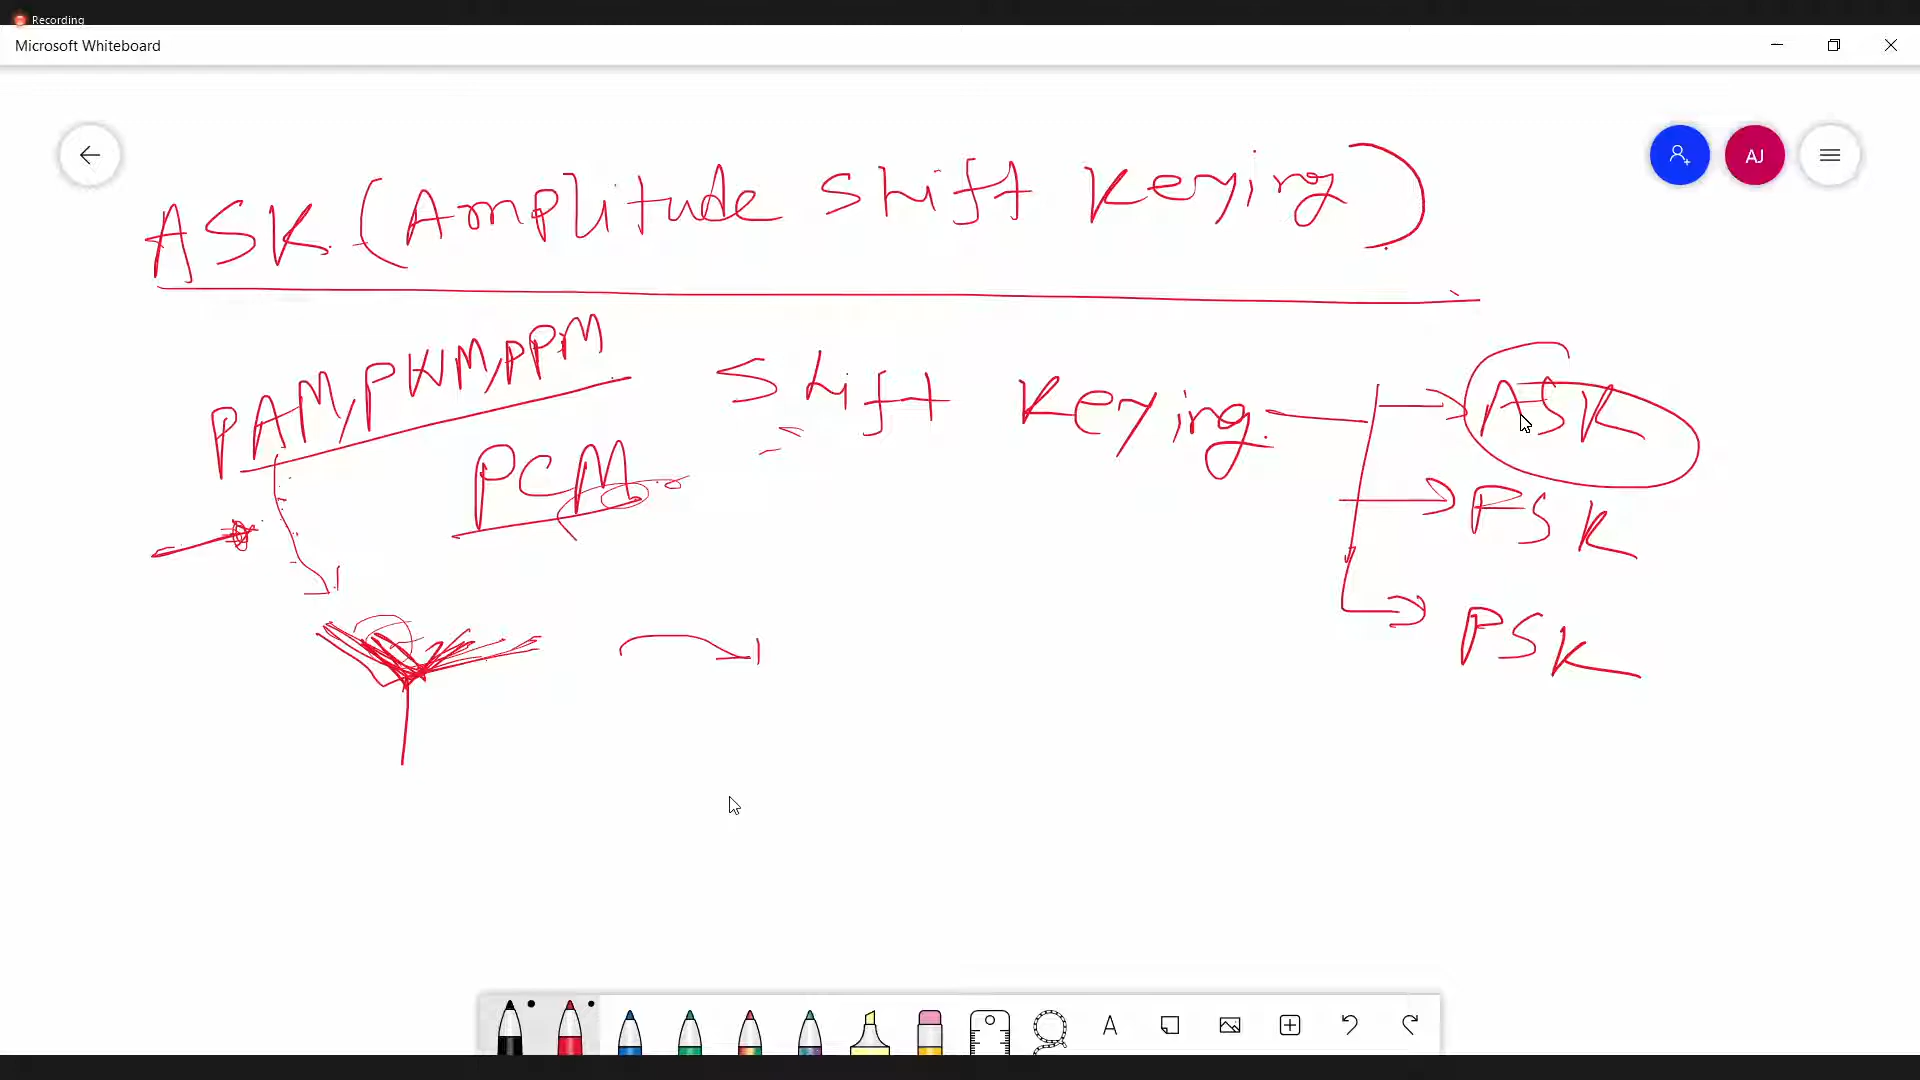 Recording
Microsoft Whiteboard
AJ
ASK (Amplitude Shift Keying)
PAM, PWM, PPM
Shift Keying
ASK
PCM
FSK
PSK